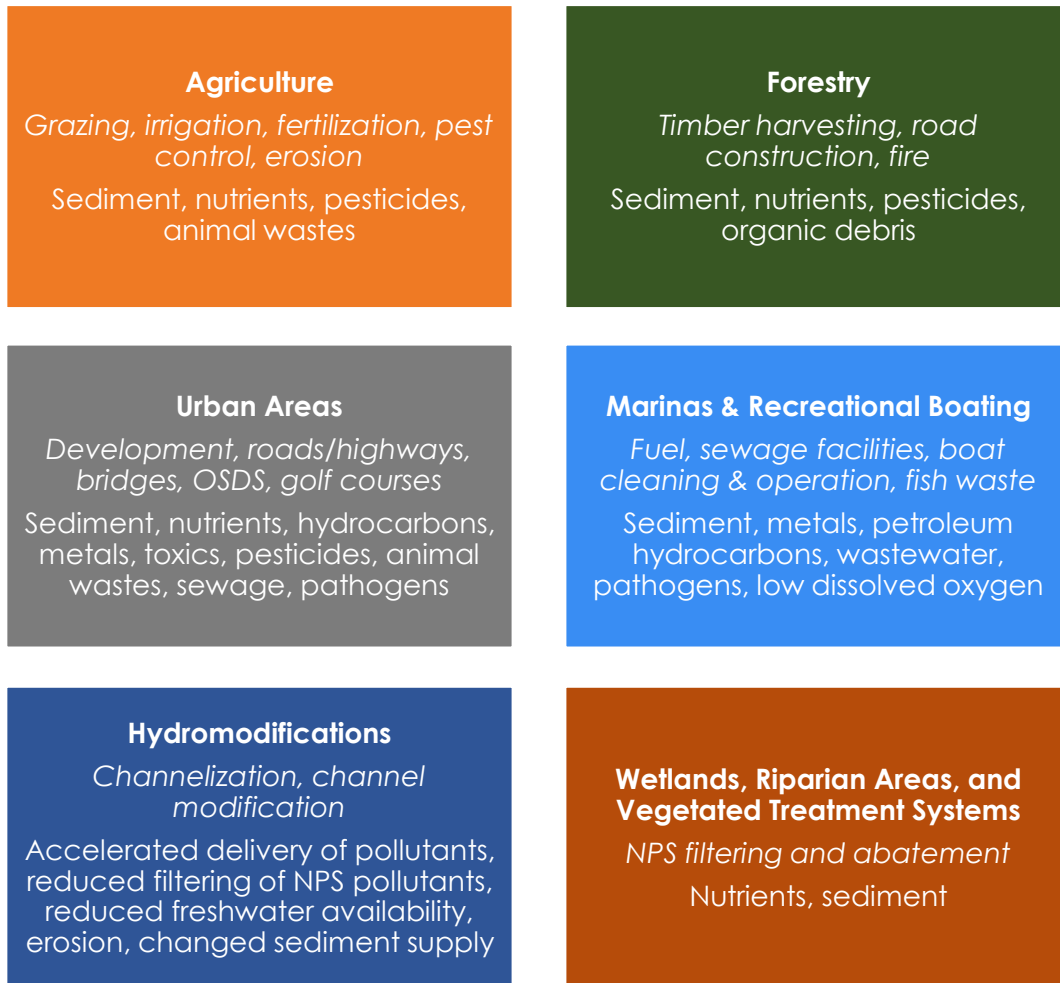 Agriculture
Grazing, irrigation, fertilization, pest
control, erosion
Sediment, nutrients, pesticides,
animal wastes
Forestry
Timber harvesting, road
construction, fire
Sediment, nutrients, pesticides,
organic debris
Urban Areas
Development, roads/highways,
bridges, OSDS, golf courses
Sediment, nutrients, hydrocarbons,
metals, toxics, pesticides, animal
wastes, sewage, pathogens
Marinas & Recreational Boating
Fuel, sewage facilities, boat
cleaning & operation, fish waste
Sediment, metals, petroleum
hydrocarbons, wastewater,
pathogens, low dissolved oxygen
Hydromodifications
Channelization, channel
modification
Accelerated delivery of pollutants,
reduced filtering of NPS pollutants,
reduced freshwater availability,
erosion, changed sediment supply
Wetlands, Riparian Areas, and
Vegetated Treatment Systems
NPS filtering and abatement
Nutrients, sediment